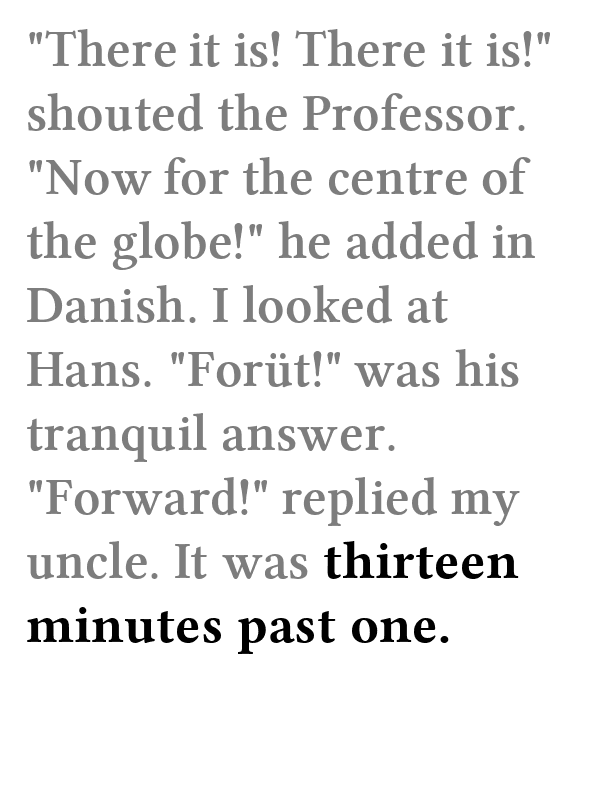 "There it is! There it is!"
shouted the Professor.
"Now for the centre of
the globe!" he added in
Danish. I looked at
Hans. "Forüt!" was his
tranquil answer.
"Forward!" replied my
uncle. It was thirteen
minutes past one.